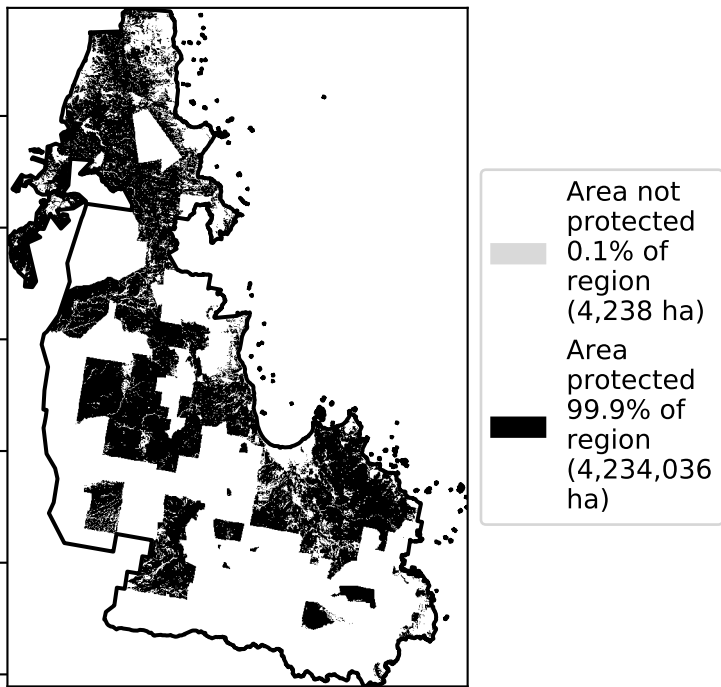 Area not
protected
0.1% of
region
(4,238 ha)
Area
protected
99.9% of
region
(4,234,036
ha)